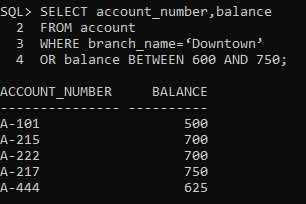 SQL> SELECT account_number,balance
  2  FROM account
  3  WHERE branch_name=‘Downtown’
  4  OR balance BETWEEN 600 AND 750;

ACCOUNT_NUMBER     BALANCE
--------------- ----------
A-101                  500
A-215                  700
A-222                  700
A-217                  750
A-444                  625